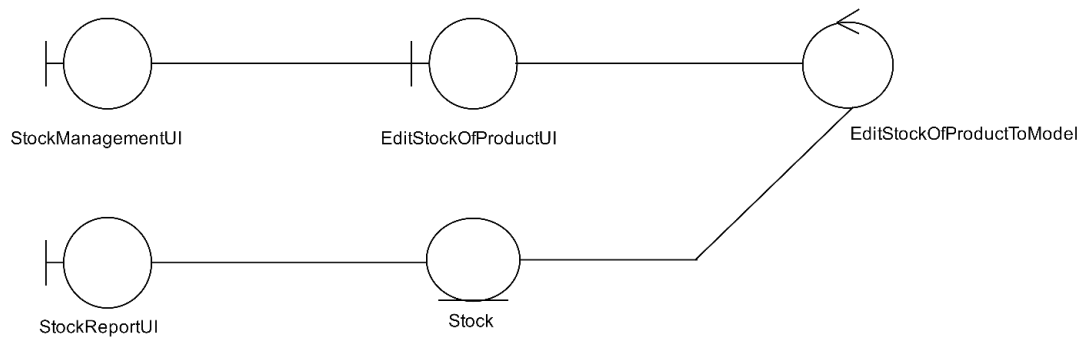 StockManagementUI
EditStockOfProductUI
EditStockOfProductToModel
StockReportUI
Stock